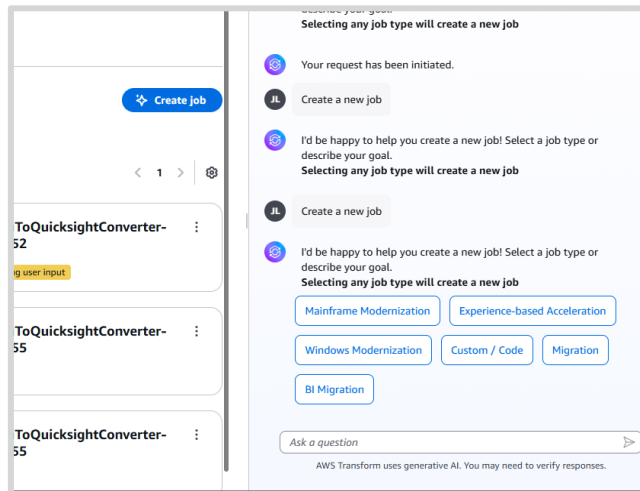 Selecting any job type will create a new job
Your request has been initiated.
JL
Create a new job
Create job
I'd be happy to help you create a new job! Select a job type or
describe your goal.
Selecting any job type will create a new job
1
JL
Create a new job
ToQuicksightConverter-
52
g user input
I'd be happy to help you create a new job! Select a job type or
describe your goal.
Selecting any job type will create a new job
Mainframe Modernization
Experience-based Acceleration
ToQuicksightConverter-
55
Windows Modernization
Custom / Code
Migration
BI Migration
ToQuicksightConverter-
55
Ask a question
AWS Transform uses generative AI. You may need to verify responses.